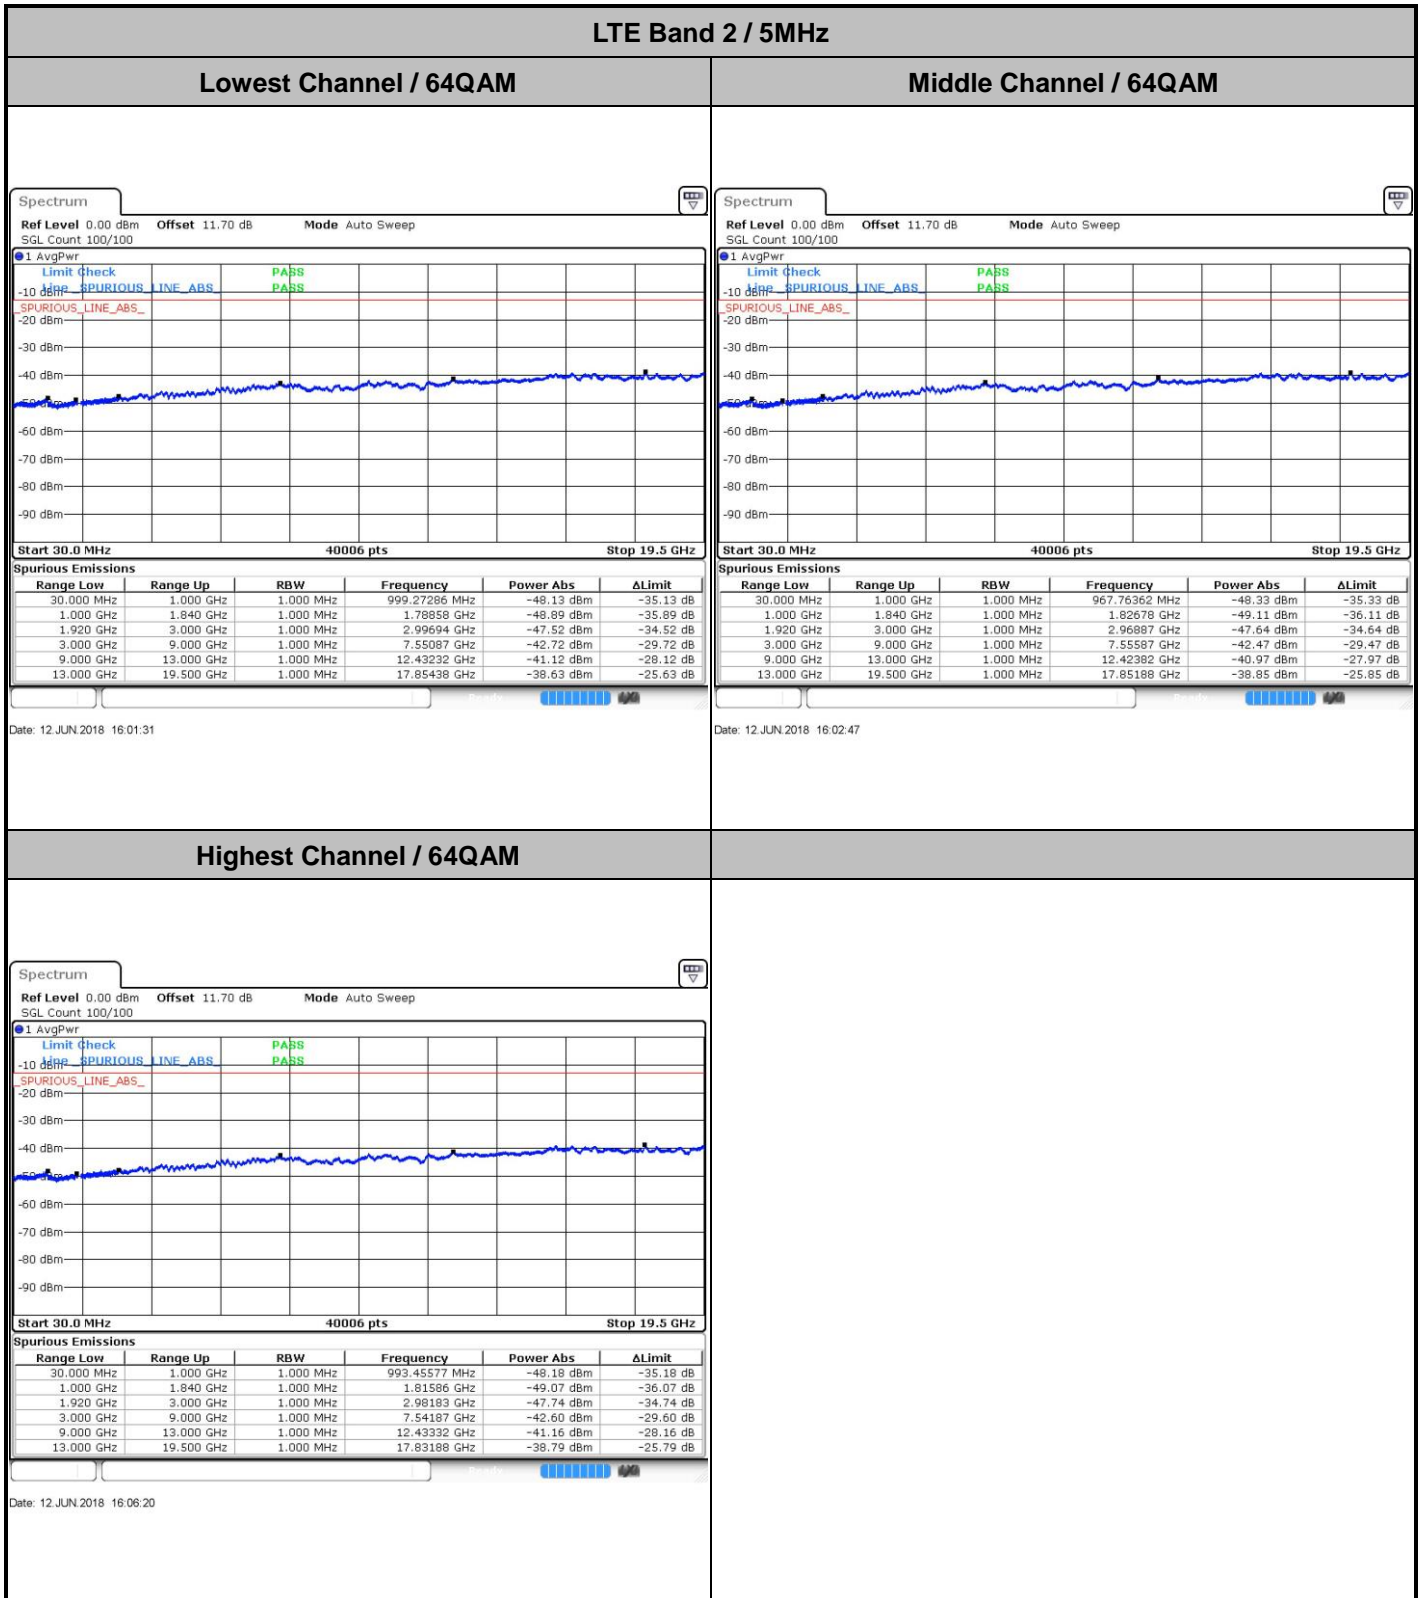 LTE Band 2 / 5MHz
Lowest Channel / 64QAM
Spectrum
Ref Level 0.00 dBm Offset 11.70 dB Mode Auto Sweep
SGL Count 100/100
1 AvgPwr
Limit Check PASS
Line _SPURIOUS_LINE_ABS_ PASS
-10 dBm
_SPURIOUS_LINE_ABS_
-20 dBm
-30 dBm
-40 dBm
-50 dBm
-60 dBm
-70 dBm
-80 dBm
-90 dBm
Start 30.0 MHz 40006 pts Stop 19.5 GHz
Spurious Emissions
Range Low Range Up RBW Frequency Power Abs ΔLimit
30.000 MHz 1.000 GHz 1.000 MHz 999.27286 MHz -48.13 dBm -35.13 dB
1.000 GHz 1.840 GHz 1.000 MHz 1.78858 GHz -48.89 dBm -35.89 dB
1.920 GHz 3.000 GHz 1.000 MHz 2.99694 GHz -47.52 dBm -34.52 dB
3.000 GHz 9.000 GHz 1.000 MHz 7.55087 GHz -42.72 dBm -29.72 dB
9.000 GHz 13.000 GHz 1.000 MHz 12.43232 GHz -41.12 dBm -28.12 dB
13.000 GHz 19.500 GHz 1.000 MHz 17.85438 GHz -38.63 dBm -25.63 dB
Date: 12.JUN.2018 16:01:31
Middle Channel / 64QAM
Spectrum
Ref Level 0.00 dBm Offset 11.70 dB Mode Auto Sweep
SGL Count 100/100
1 AvgPwr
Limit Check PASS
Line _SPURIOUS_LINE_ABS_ PASS
-10 dBm
_SPURIOUS_LINE_ABS_
-20 dBm
-30 dBm
-40 dBm
-50 dBm
-60 dBm
-70 dBm
-80 dBm
-90 dBm
Start 30.0 MHz 40006 pts Stop 19.5 GHz
Spurious Emissions
Range Low Range Up RBW Frequency Power Abs ΔLimit
30.000 MHz 1.000 GHz 1.000 MHz 967.76362 MHz -48.33 dBm -35.33 dB
1.000 GHz 1.840 GHz 1.000 MHz 1.82678 GHz -49.11 dBm -36.11 dB
1.920 GHz 3.000 GHz 1.000 MHz 2.96887 GHz -47.64 dBm -34.64 dB
3.000 GHz 9.000 GHz 1.000 MHz 7.55587 GHz -42.47 dBm -29.47 dB
9.000 GHz 13.000 GHz 1.000 MHz 12.42382 GHz -40.97 dBm -27.97 dB
13.000 GHz 19.500 GHz 1.000 MHz 17.85188 GHz -38.85 dBm -25.85 dB
Date: 12.JUN.2018 16:02:47
Highest Channel / 64QAM
Spectrum
Ref Level 0.00 dBm Offset 11.70 dB Mode Auto Sweep
SGL Count 100/100
1 AvgPwr
Limit Check PASS
Line _SPURIOUS_LINE_ABS_ PASS
-10 dBm
_SPURIOUS_LINE_ABS_
-20 dBm
-30 dBm
-40 dBm
-50 dBm
-60 dBm
-70 dBm
-80 dBm
-90 dBm
Start 30.0 MHz 40006 pts Stop 19.5 GHz
Spurious Emissions
Range Low Range Up RBW Frequency Power Abs ΔLimit
30.000 MHz 1.000 GHz 1.000 MHz 993.45577 MHz -48.18 dBm -35.18 dB
1.000 GHz 1.840 GHz 1.000 MHz 1.81586 GHz -49.07 dBm -36.07 dB
1.920 GHz 3.000 GHz 1.000 MHz 2.98183 GHz -47.74 dBm -34.74 dB
3.000 GHz 9.000 GHz 1.000 MHz 7.54187 GHz -42.60 dBm -29.60 dB
9.000 GHz 13.000 GHz 1.000 MHz 12.43332 GHz -41.16 dBm -28.16 dB
13.000 GHz 19.500 GHz 1.000 MHz 17.83188 GHz -38.79 dBm -25.79 dB
Date: 12.JUN.2018 16:06:20